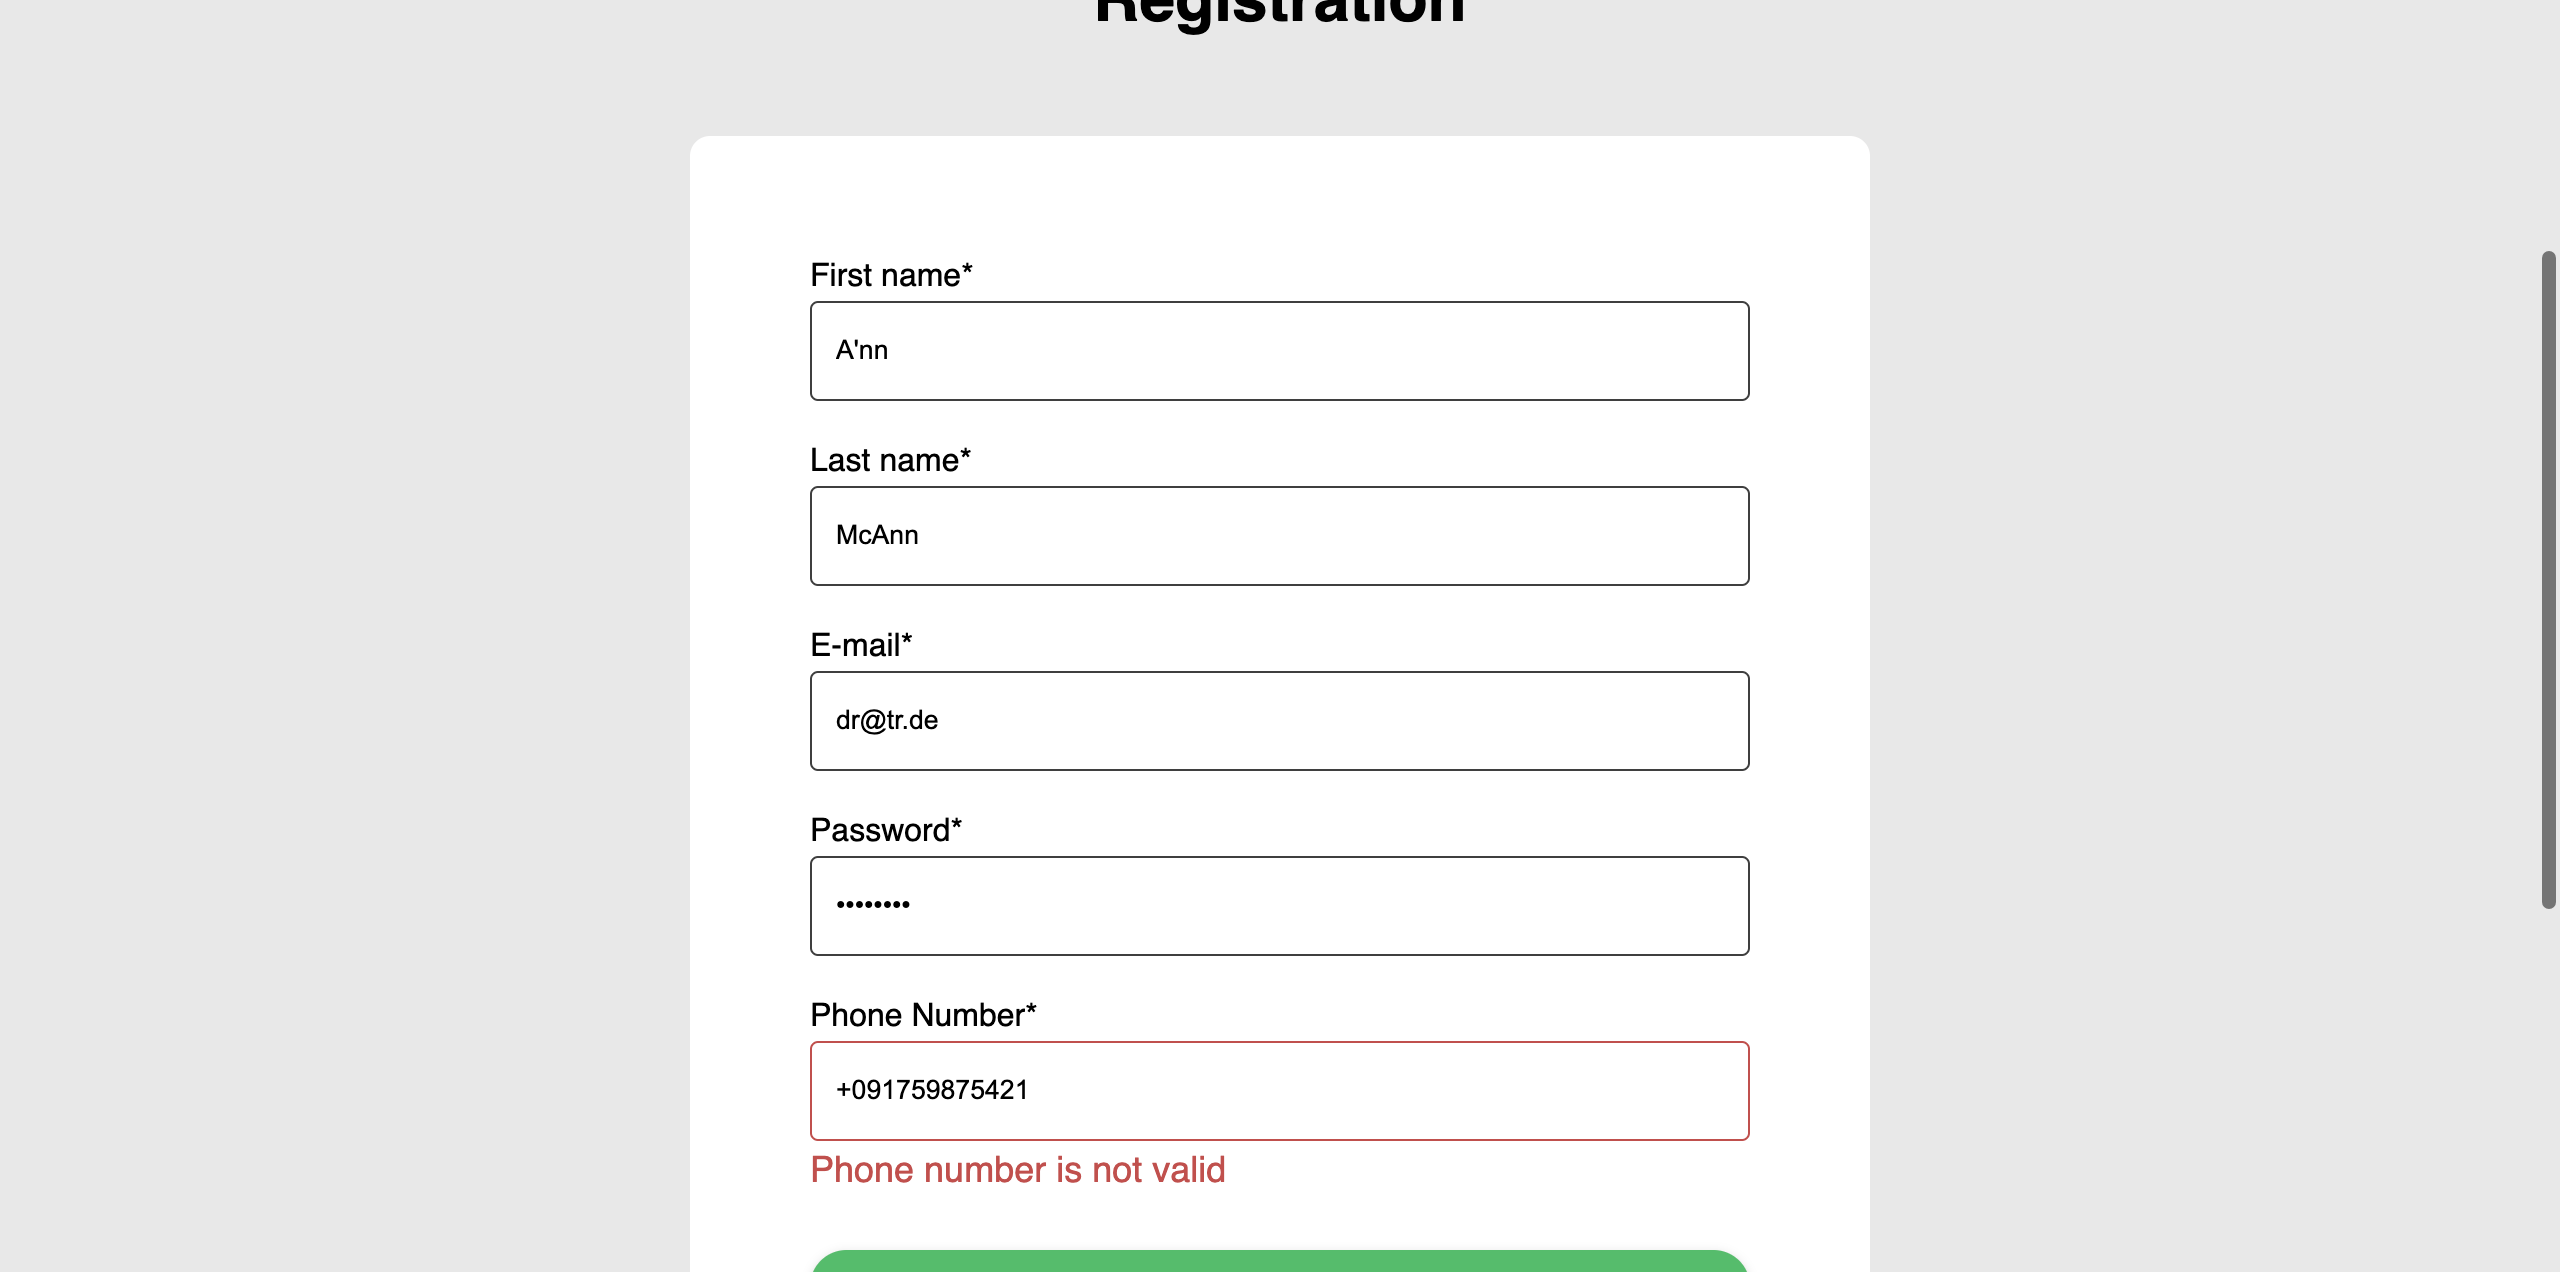 Registration
First name*
A'nn
Last name*
McAnn
E-mail*
dr@tr.de
Password*
••••••••
Phone Number*
+091759875421
Phone number is not valid